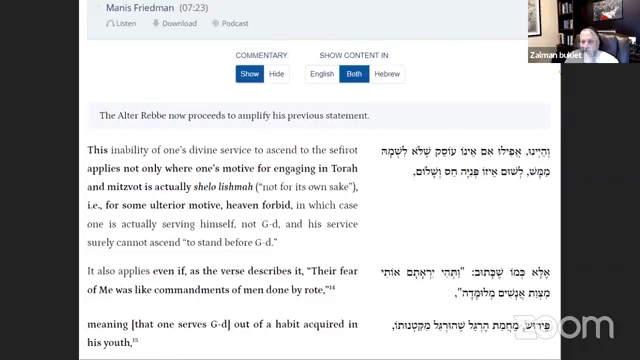 Manis Friedman (07:23)
Listen Download Podcast
Zalman bukiet
COMMENTARY: SHOW CONTENT IN:
Show Hide English Both Hebrew
The Alter Rebbe now proceeds to amplify his previous statement.
This inability of one's divine service to ascend to the sefirot
applies not only where one's motive for engaging in Torah
and mitzvot is actually shelo lishmah ("not for its own sake"),
i.e., for some ulterior motive, heaven forbid, in which case
one is actually serving himself, not G-d, and his service
surely cannot ascend "to stand before G-d."
וְהַיְינוּ, אֲפִילוּ אִם אֵינוֹ עוֹסֵק שֶׁלֹּא לִשְׁמָהּ
מַמָּשׁ, לְשׁוּם אֵיזוֹ פְּנִיָּה חַס וְשָׁלוֹם,
It also applies even if, as the verse describes it, "Their fear
of Me was like commandments of men done by rote,"14
אֶלָּא כְּמוֹ שֶׁכָּתוּב: "וַתְּהִי יִרְאָתָם אוֹתִי
מִצְוַת אֲנָשִׁים מְלוּמָּדָה",
meaning [that one serves G-d] out of a habit acquired in
his youth,15
פֵּירוּשׁ, מֵחֲמַת הֶרְגֵּל שֶׁהוּרְגַּל מִקַּטְנוּתוֹ,
zoom